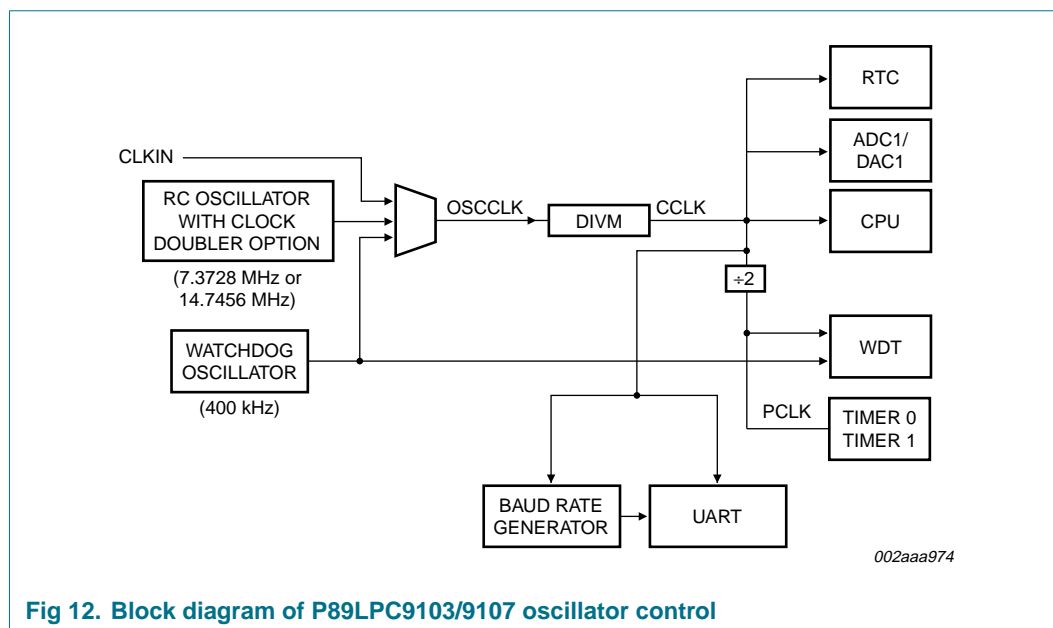 RTC
ADC1/
DAC1
CLKIN
RC OSCILLATOR
WITH CLOCK
DOUBLER OPTION
(7.3728 MHz or
14.7456 MHz)
OSCCLK
DIVM
CCLK
CPU
÷2
WATCHDOG
OSCILLATOR
(400 kHz)
WDT
PCLK
TIMER 0
TIMER 1
BAUD RATE
GENERATOR
UART
002aaa974
Fig 12. Block diagram of P89LPC9103/9107 oscillator control